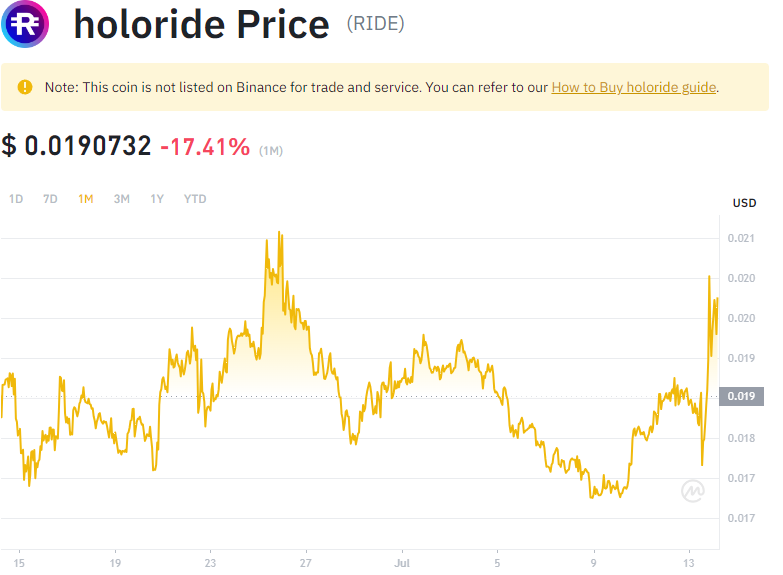 holoride Price (RIDE)
Note: This coin is not listed on Binance for trade and service. You can refer to our How to Buy holoride guide.
$ 0.0190732 -17.41% (1M)
1D 7D 1M 3M 1Y YTD
USD
0.021
0.020
0.020
0.019
0.019
0.018
0.017
0.017
15 19 23 27 Jul 5 9 13